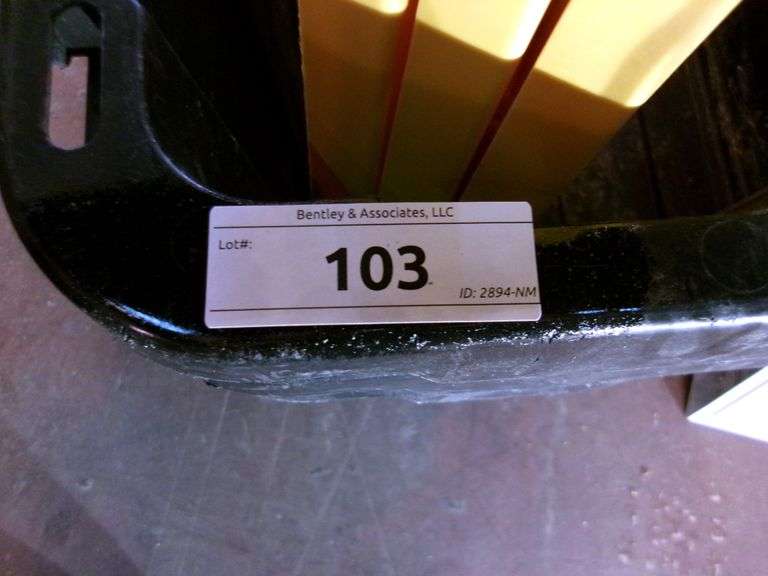 Bentley & Associates, LLC
Lot#:
103
ID: 2894-NM